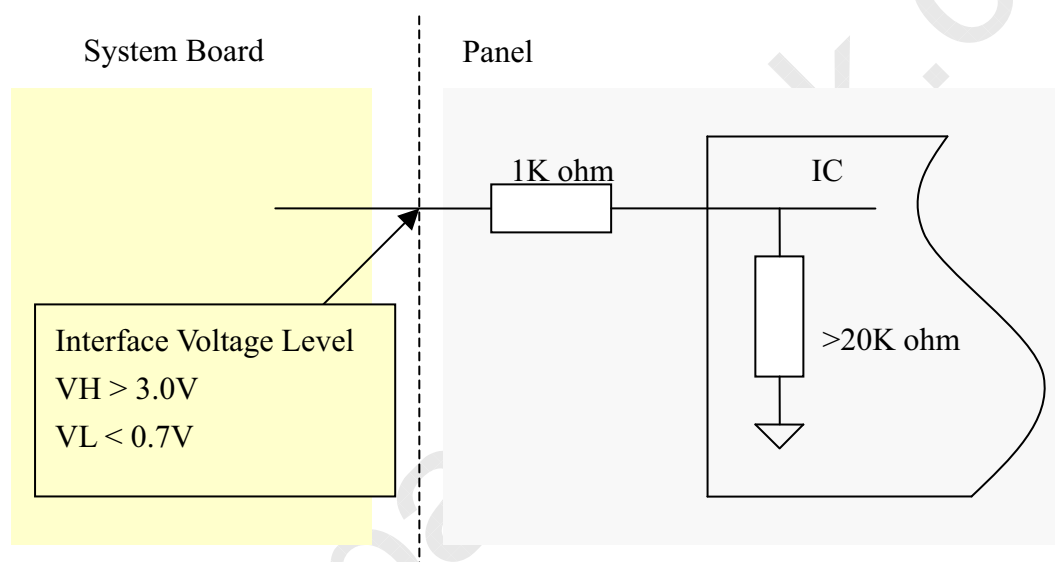 System Board
Panel
1K ohm
IC
Interface Voltage Level
VH > 3.0V
VL < 0.7V
>20K ohm